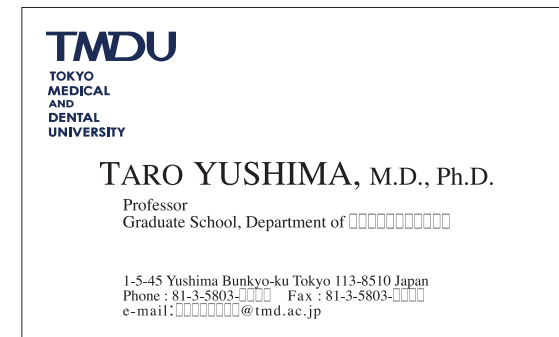 TMDU
TOKYO
MEDICAL
AND
DENTAL
UNIVERSITY
TARO YUSHIMA, M.D., Ph.D.
Professor
Graduate School, Department of □□□□□□□□□□□
1-5-45 Yushima Bunkyo-ku Tokyo 113-8510 Japan
Phone : 81-3-5803-□□□□ Fax : 81-3-5803-□□□□
e-mail:□□□□□□□□@tmd.ac.jp